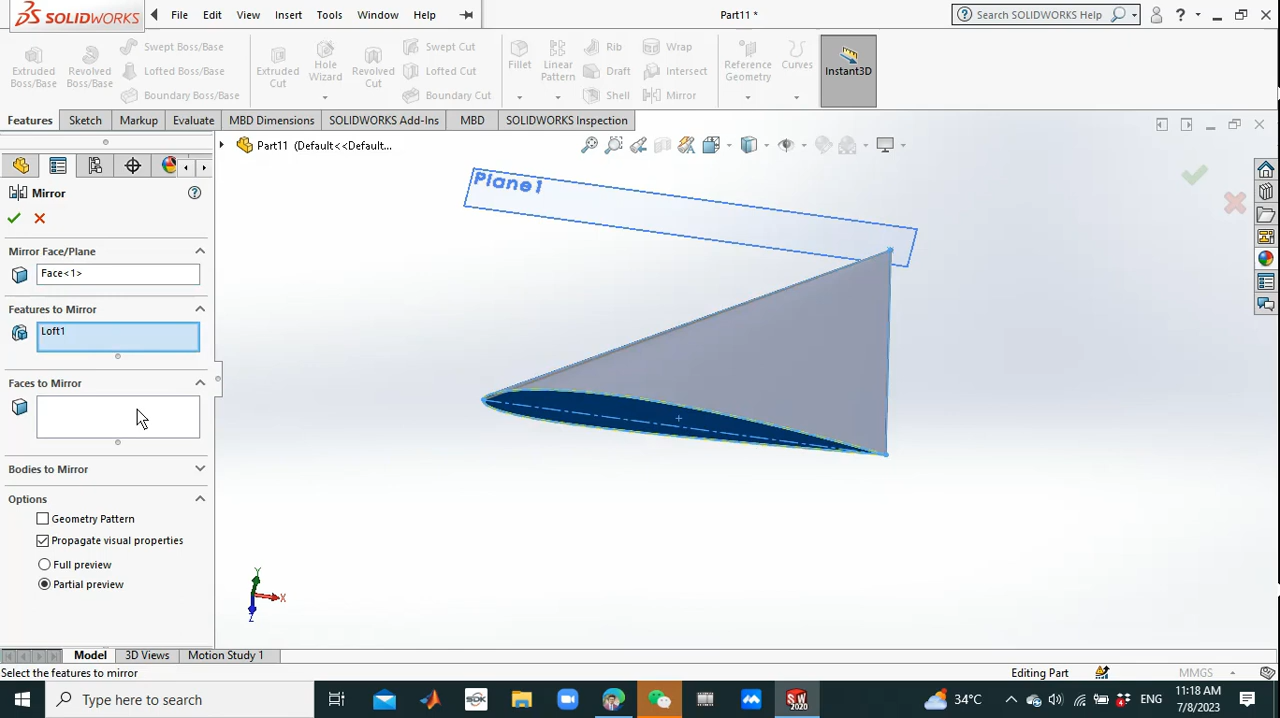 SOLIDWORKS File Edit View Insert Tools Window Help Part11 * Search SOLIDWORKS Help
Extruded Boss/Base
Revolved Boss/Base
Swept Boss/Base
Lofted Boss/Base
Boundary Boss/Base
Extruded Cut
Hole Wizard
Revolved Cut
Swept Cut
Lofted Cut
Boundary Cut
Fillet
Linear Pattern
Rib
Draft
Shell
Wrap
Intersect
Mirror
Reference Geometry
Curves
Instant3D
Features Sketch Markup Evaluate MBD Dimensions SOLIDWORKS Add-Ins MBD SOLIDWORKS Inspection
Part11 (Default<<Default...
Mirror
Mirror Face/Plane
Face<1>
Features to Mirror
Loft1
Faces to Mirror
Bodies to Mirror
Options
Geometry Pattern
Propagate visual properties
Full preview
Partial preview
Plane1
Y
X
Z
Model 3D Views Motion Study 1
Select the features to mirror Editing Part MMGS
Type here to search SDK SW 2020 34°C ENG 11:18 AM
7/8/2023